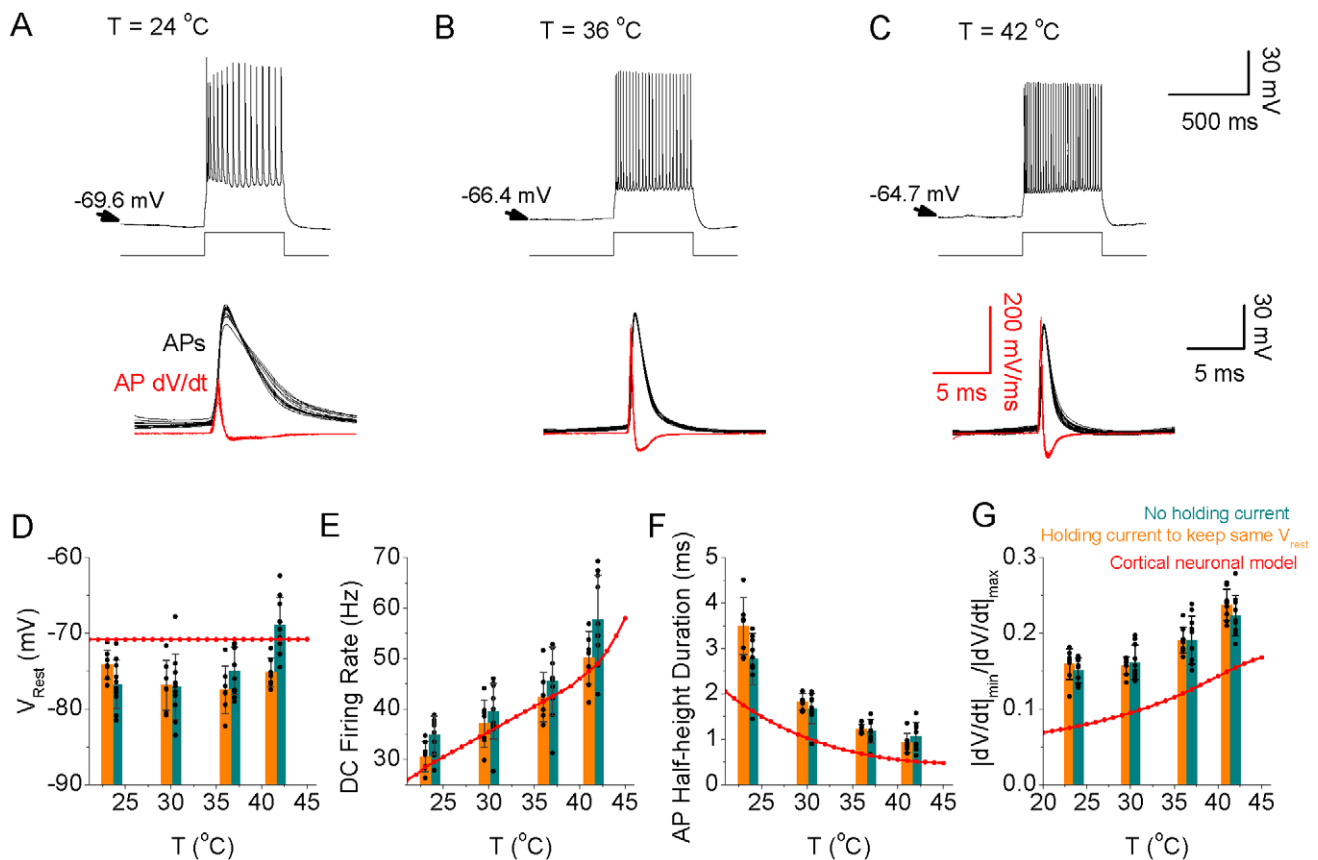 A
T = 24 °C
B
T = 36 °C
C
T = 42 °C
30 mV
500 ms
-69.6 mV
-66.4 mV
-64.7 mV
APs
AP dV/dt
200 mV/ms
5 ms
30 mV
5 ms
D
E
F
G
No holding current
Holding current to keep same V_rest
Cortical neuronal model
V_Rest (mV)
-60
-70
-80
-90
25 30 35 40 45
T (°C)
DC Firing Rate (Hz)
70
60
50
40
30
25 30 35 40 45
T (°C)
AP Half-height Duration (ms)
5
4
3
2
1
0
25 30 35 40 45
T (°C)
|dV/dt|_min/|dV/dt|_max
0.3
0.2
0.1
0.0
20 25 30 35 40 45
T (°C)